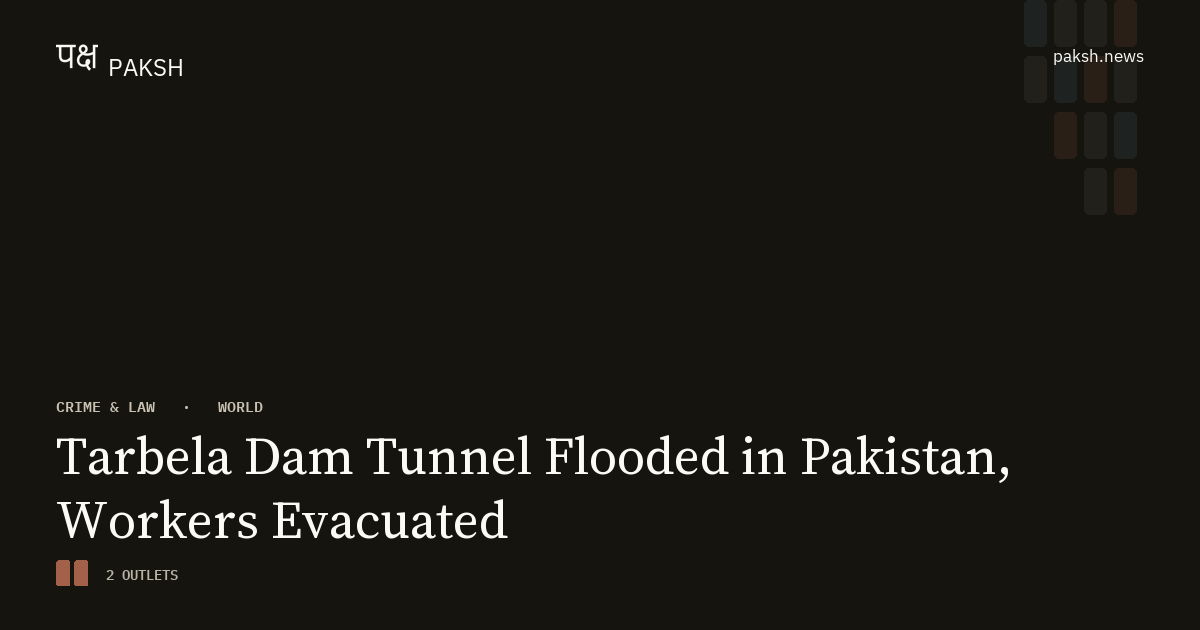 पक्ष PAKSH
paksh.news
CRIME & LAW · WORLD
Tarbela Dam Tunnel Flooded in Pakistan,
Workers Evacuated
2 OUTLETS